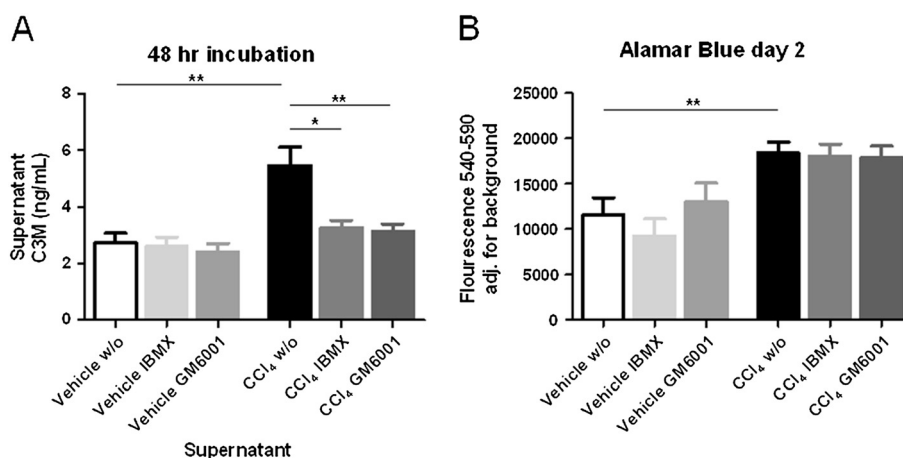 A
48 hr incubation
Supernatant
C3M (ng/mL)
8
6
4
2
0
**
**
*
Vehicle w/o
Vehicle IBMX
Vehicle GM6001
CCl4 w/o
CCl4 IBMX
CCl4 GM6001
Supernatant
B
Alamar Blue day 2
Flourescence 540-590
adj. for background
25000
20000
15000
10000
5000
0
**
Vehicle w/o
Vehicle IBMX
Vehicle GM6001
CCl4 w/o
CCl4 IBMX
CCl4 GM6001